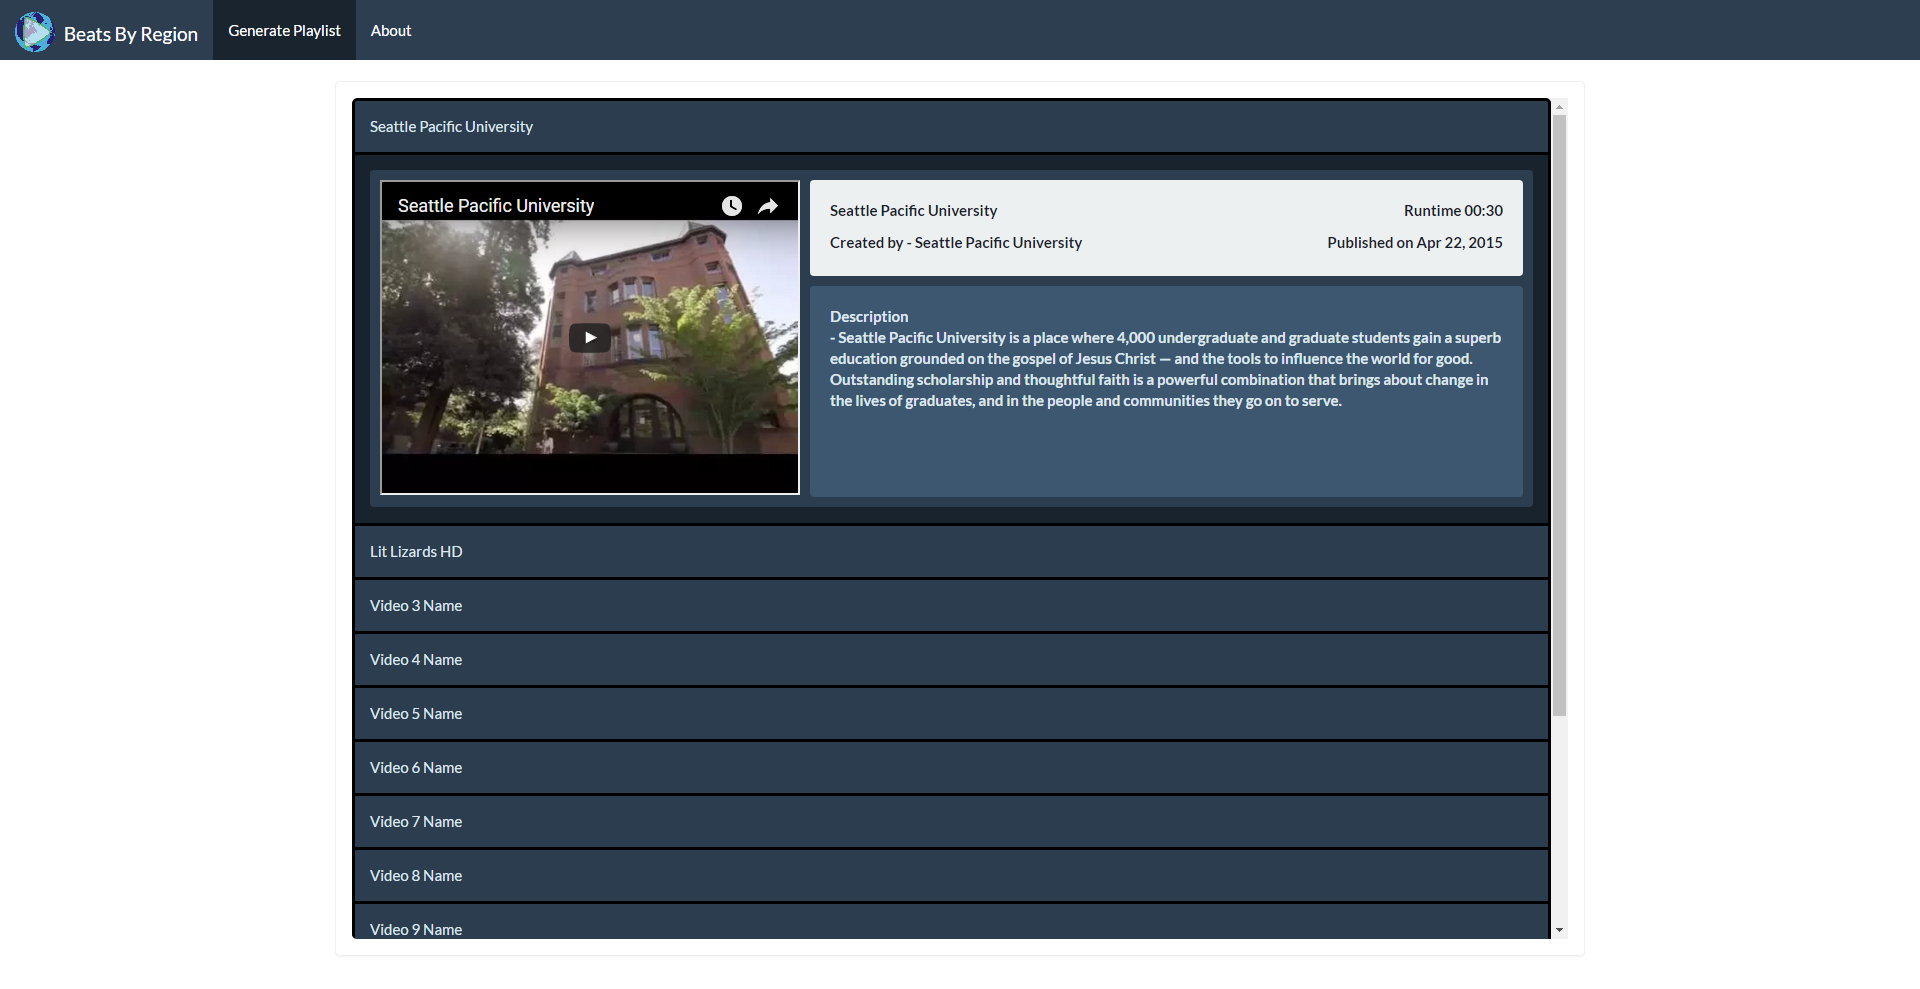 Beats By Region
Generate Playlist
About
Seattle Pacific University
Seattle Pacific University
Seattle Pacific University
Runtime 00:30
Created by - Seattle Pacific University
Published on Apr 22, 2015
Description
- Seattle Pacific University is a place where 4,000 undergraduate and graduate students gain a superb
education grounded on the gospel of Jesus Christ — and the tools to influence the world for good.
Outstanding scholarship and thoughtful faith is a powerful combination that brings about change in
the lives of graduates, and in the people and communities they go on to serve.
Lit Lizards HD
Video 3 Name
Video 4 Name
Video 5 Name
Video 6 Name
Video 7 Name
Video 8 Name
Video 9 Name